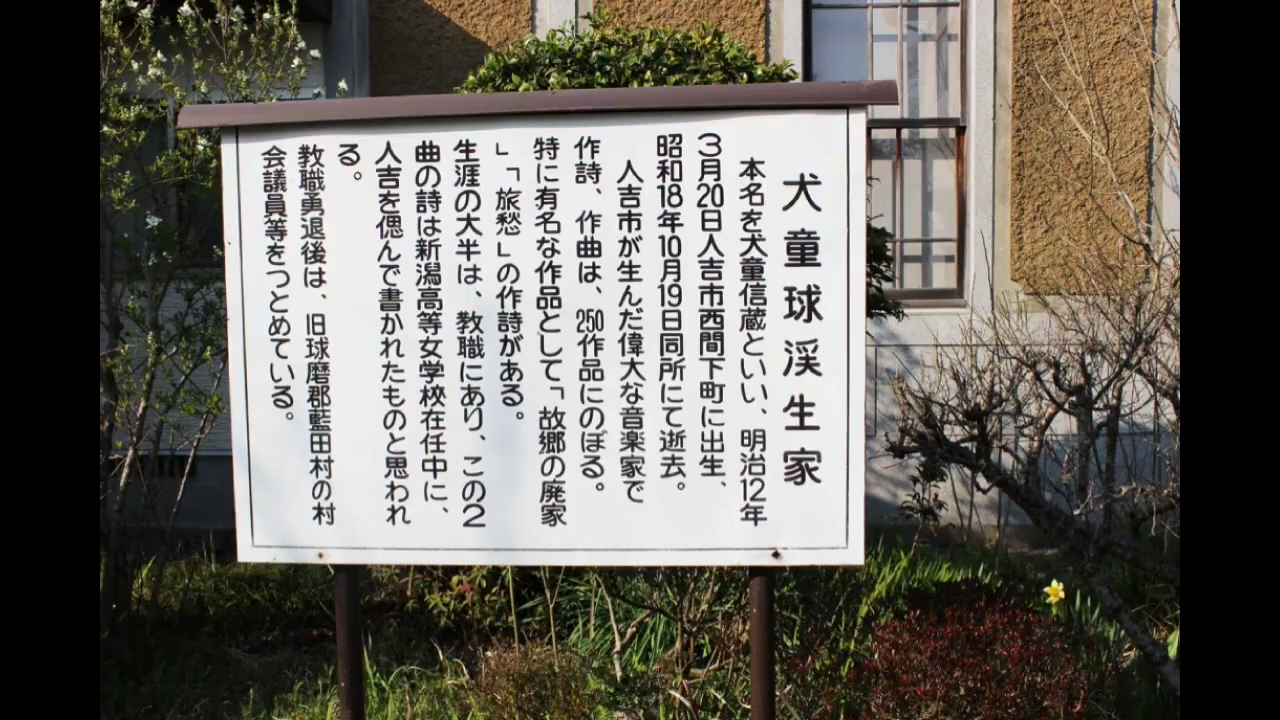 犬童球渓生家
本名を犬童信蔵といい、明治12年
3月20日人吉市西間下町に出生、
昭和18年10月19日同所にて逝去。
人吉市が生んだ偉大な音楽家で
作詩、作曲は、250作品にのぼる。
特に有名な作品として「故郷の廃家
」「旅愁」の作詩がある。
生涯の大半は、教職にあり、この2
曲の詩は新潟高等女学校在任中に、
人吉を偲んで書かれたものと思われ
る。
教職勇退後は、旧球磨郡藍田村の村
会議員等をつとめている。